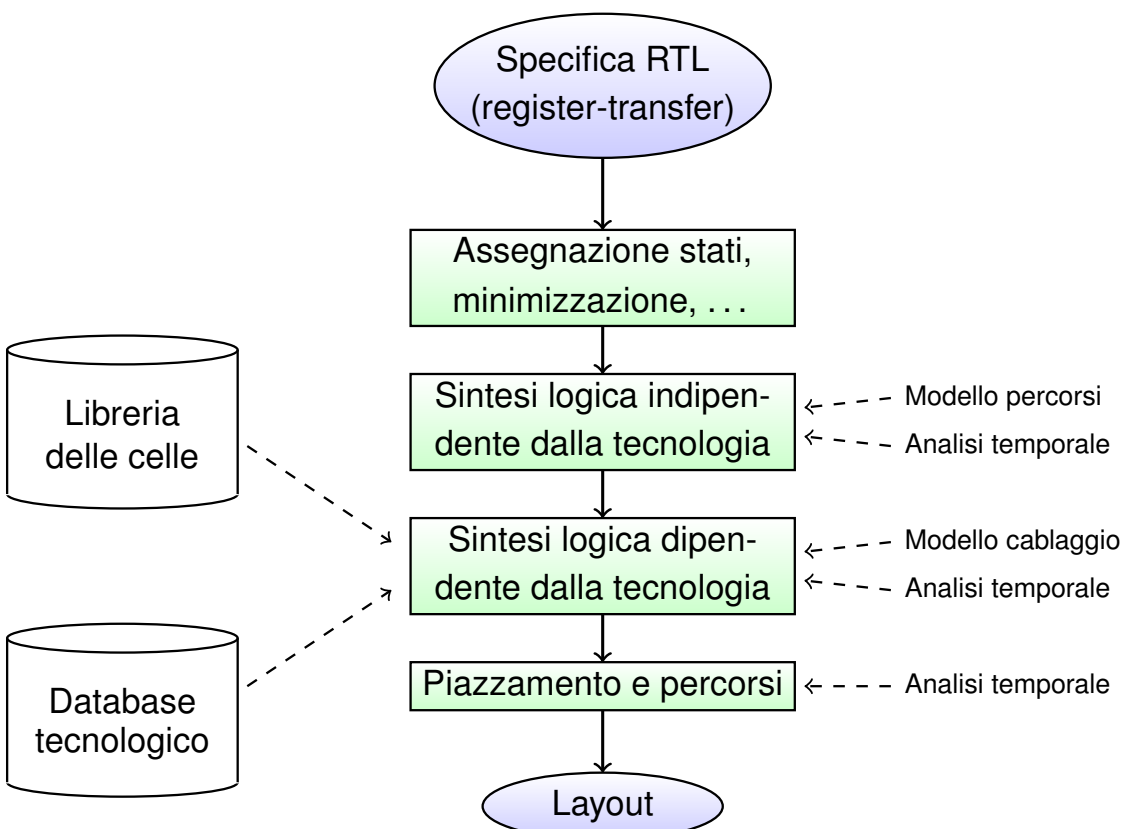 Specifica RTL
(register-transfer)
Assegnazione stati,
minimizzazione, . . .
Libreria
delle celle
Sintesi logica indipen-
dente dalla tecnologia
Modello percorsi
Analisi temporale
Sintesi logica dipen-
dente dalla tecnologia
Modello cablaggio
Analisi temporale
Database
tecnologico
Piazzamento e percorsi
Analisi temporale
Layout